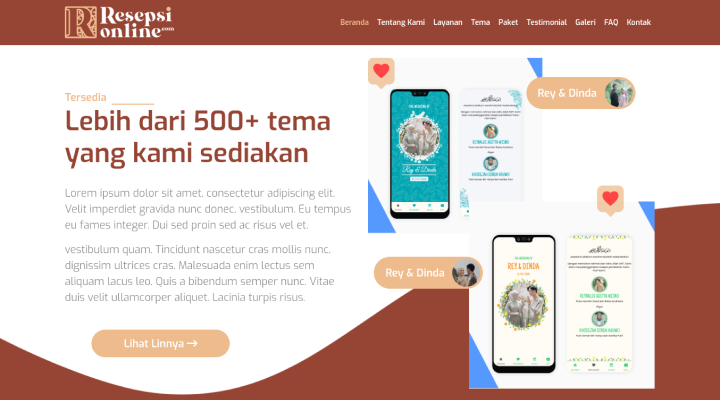 Resepsi
online.com
Beranda Tentang Kami Layanan Tema Paket Testimonial Galeri FAQ Kontak
Tersedia
Lebih dari 500+ tema
yang kami sediakan
Lorem ipsum dolor sit amet, consectetur adipiscing elit.
Velit imperdiet gravida nunc donec, vestibulum. Eu tempus
eu fames integer. Dui sed proin sed ac risus vel et.
vestibulum quam. Tincidunt nascetur cras mollis nunc,
dignissim ultrices cras. Malesuada enim lectus sem
aliquam lacus leo. Quis a bibendum semper nunc. Vitae
duis velit ullamcorper aliquet. Lacinia turpis risus.
Lihat Linnya →
Rey & Dinda
Rey & Dinda
Rey & Dinda
REY & DINDA